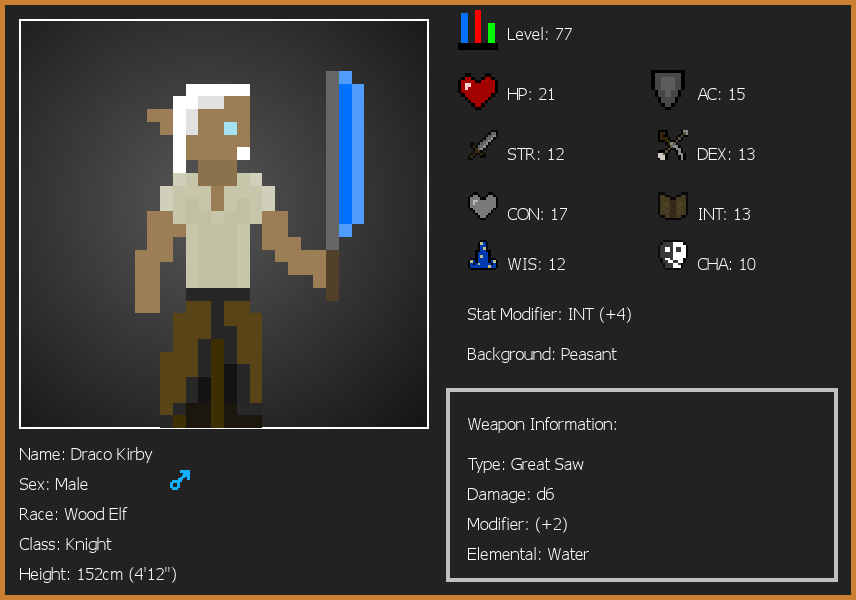 Level: 77
HP: 21
AC: 15
STR: 12
DEX: 13
CON: 17
INT: 13
WIS: 12
CHA: 10
Stat Modifier: INT (+4)
Background: Peasant
Weapon Information:
Type: Great Saw
Damage: d6
Modifier: (+2)
Elemental: Water
Name: Draco Kirby
Sex: Male
Race: Wood Elf
Class: Knight
Height: 152cm (4'12")